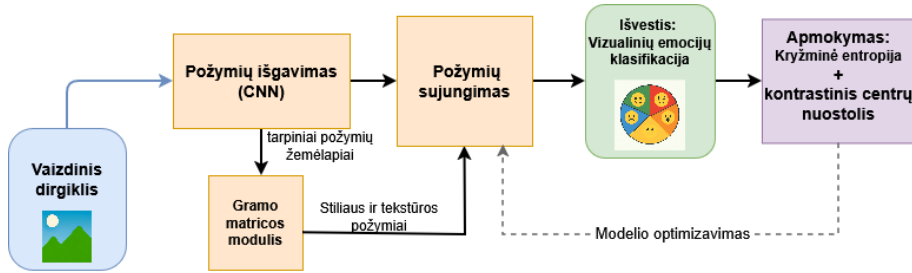 Vaizdinis
dirgiklis
Požymių išgavimas
(CNN)
tarpiniai požymių
žemėlapiai
Gramo
matricos
modulis
Stiliaus ir tekstūros
požymiai
Požymių
sujungimas
Išvestis:
Vizualinių emocijų
klasifikacija
Apmokymas:
Kryžminė entropija
+
kontrastinis centrų
nuostolis
Modelio optimizavimas